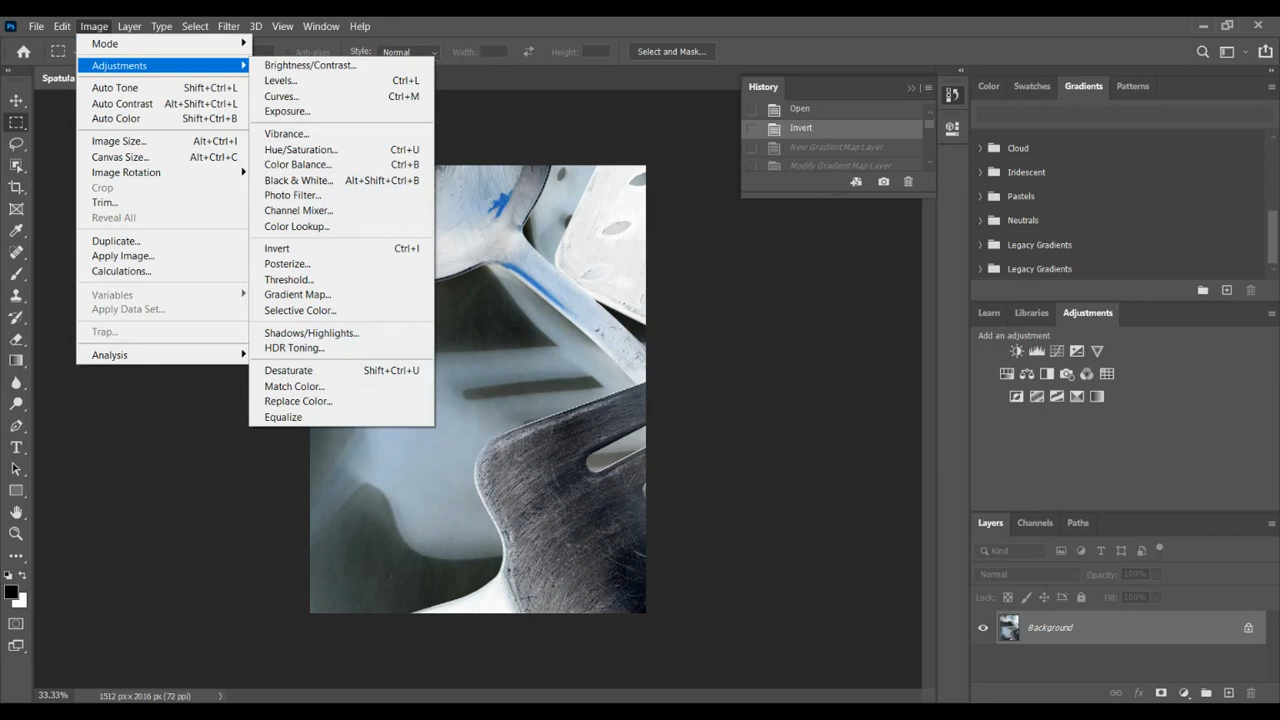 Ps File Edit Image Layer Type Select Filter 3D View Window Help
Anti-alias Style: Normal Width: Height: Select and Mask...
Spatula
Mode
Adjustments
Auto Tone Shift+Ctrl+L
Auto Contrast Alt+Shift+Ctrl+L
Auto Color Shift+Ctrl+B
Image Size... Alt+Ctrl+I
Canvas Size... Alt+Ctrl+C
Image Rotation
Crop
Trim...
Reveal All
Duplicate...
Apply Image...
Calculations...
Variables
Apply Data Set...
Trap...
Analysis
Brightness/Contrast...
Levels... Ctrl+L
Curves... Ctrl+M
Exposure...
Vibrance...
Hue/Saturation... Ctrl+U
Color Balance... Ctrl+B
Black & White... Alt+Shift+Ctrl+B
Photo Filter...
Channel Mixer...
Color Lookup...
Invert Ctrl+I
Posterize...
Threshold...
Gradient Map...
Selective Color...
Shadows/Highlights...
HDR Toning...
Desaturate Shift+Ctrl+U
Match Color...
Replace Color...
Equalize
History
Open
Invert
New Gradient Map Layer
Modify Gradient Map Layer
Color Swatches Gradients Patterns
Cloud
Iridescent
Pastels
Neutrals
Legacy Gradients
Legacy Gradients
Learn Libraries Adjustments
Add an adjustment
Layers Channels Paths
Kind
Normal Opacity: 100%
Lock: Fill: 100%
Background
33.33% 1512 px x 2016 px (72 ppi)